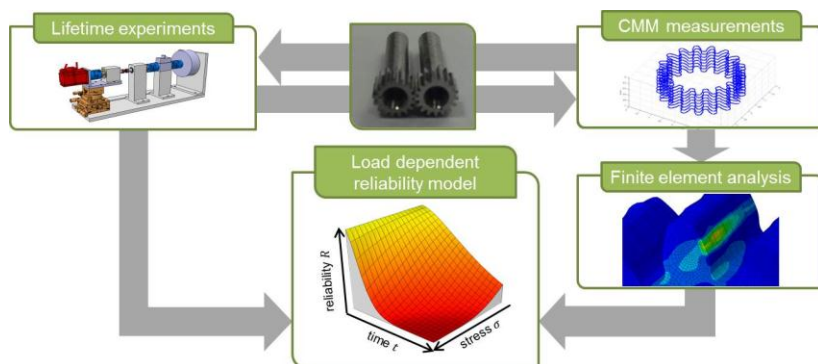 Lifetime experiments
CMM measurements
Load dependent
reliability model
Finite element analysis
reliability R
time t
stress σ